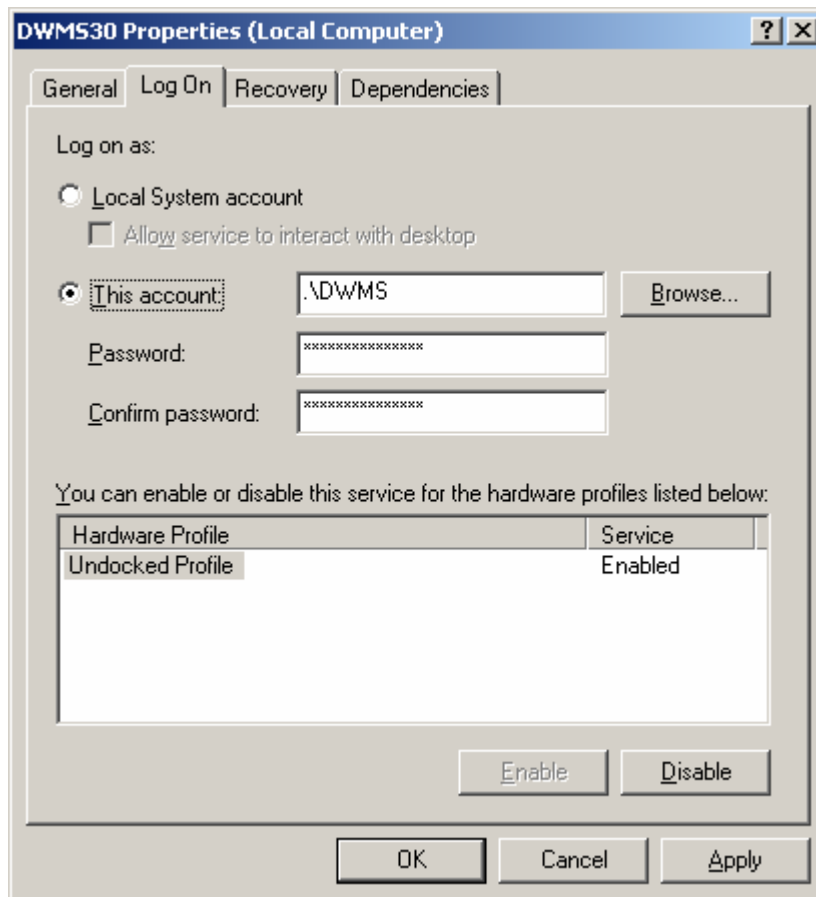 DWMS30 Properties (Local Computer)
General Log On Recovery Dependencies
Log on as:
Local System account
Allow service to interact with desktop
This account: .\DWMS Browse...
Password: ***************
Confirm password: ***************
You can enable or disable this service for the hardware profiles listed below:
Hardware Profile Service
Undocked Profile Enabled
Enable Disable
OK Cancel Apply